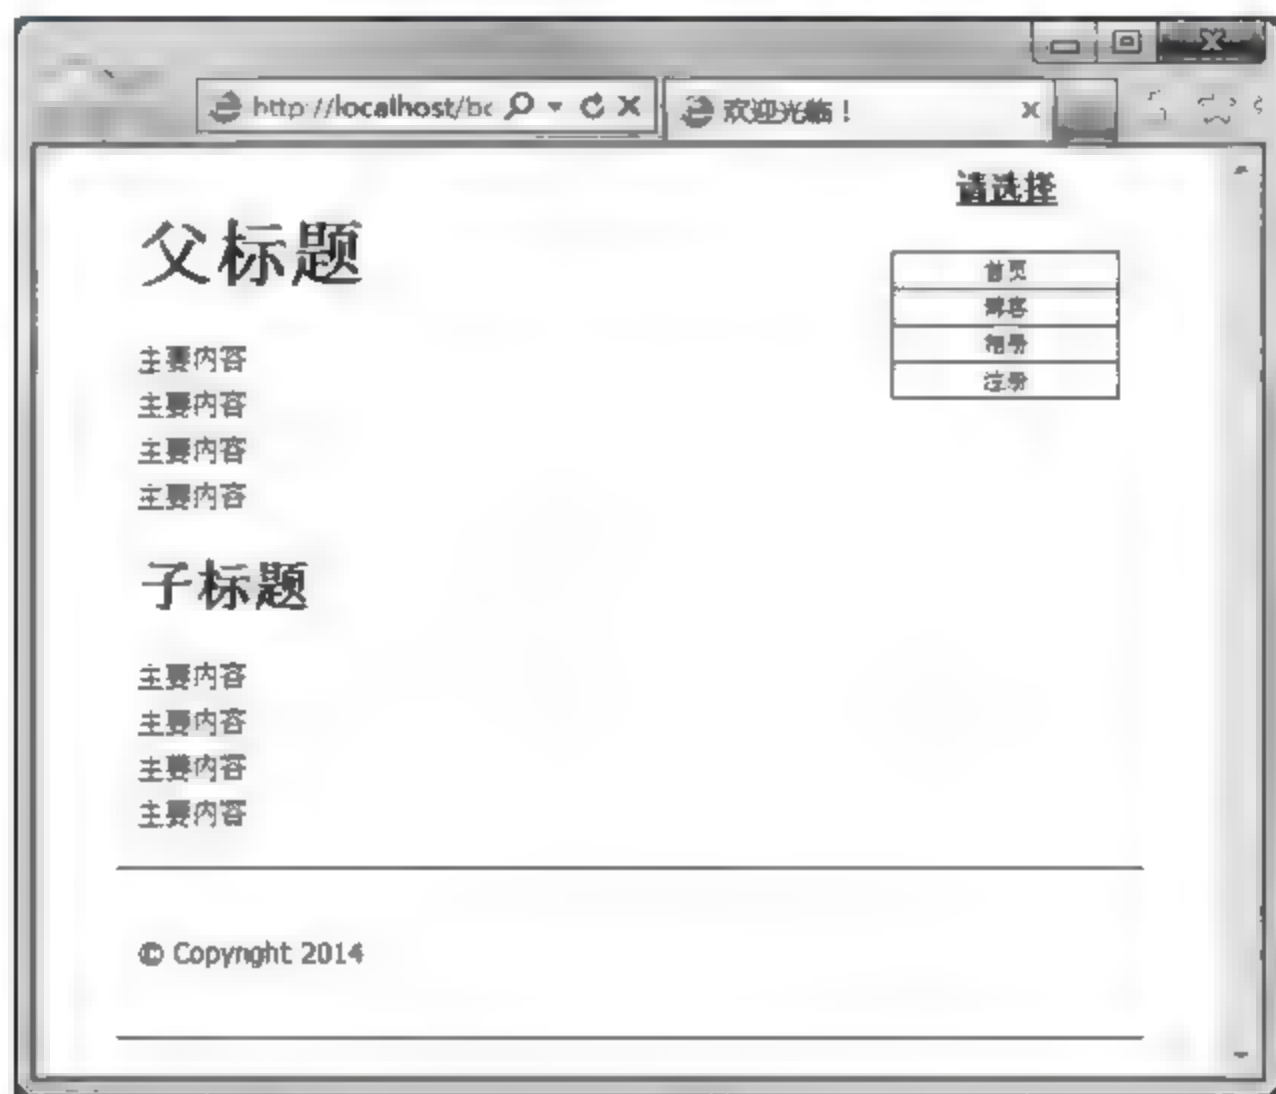 http://localhost/bc
欢迎光临！
请选择
首页
博客
相册
注册
父标题
主要内容
主要内容
主要内容
主要内容
子标题
主要内容
主要内容
主要内容
主要内容
© Copyright 2014